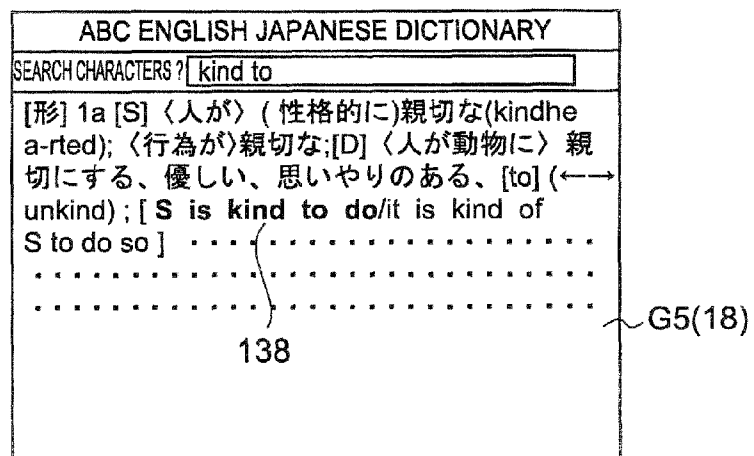 ABC ENGLISH JAPANESE DICTIONARY
SEARCH CHARACTERS ? kind to
[形] 1a [S]〈人が〉( 性格的に)親切な(kindhe
a-rted);〈行為が〉親切な;[D]〈人が動物に〉親
切にする、優しい、思いやりのある、[to] (←→
unkind) ; [ S is kind to do/it is kind of
S to do so ] ・・・・・・・・・・・・・・・・・・・・
・・・・・・・・・・・・・・・・・・・・・・・・・・・・
・・・・・・・・・・・・・・・・・・・・・・・・・・・・
G5(18)
138